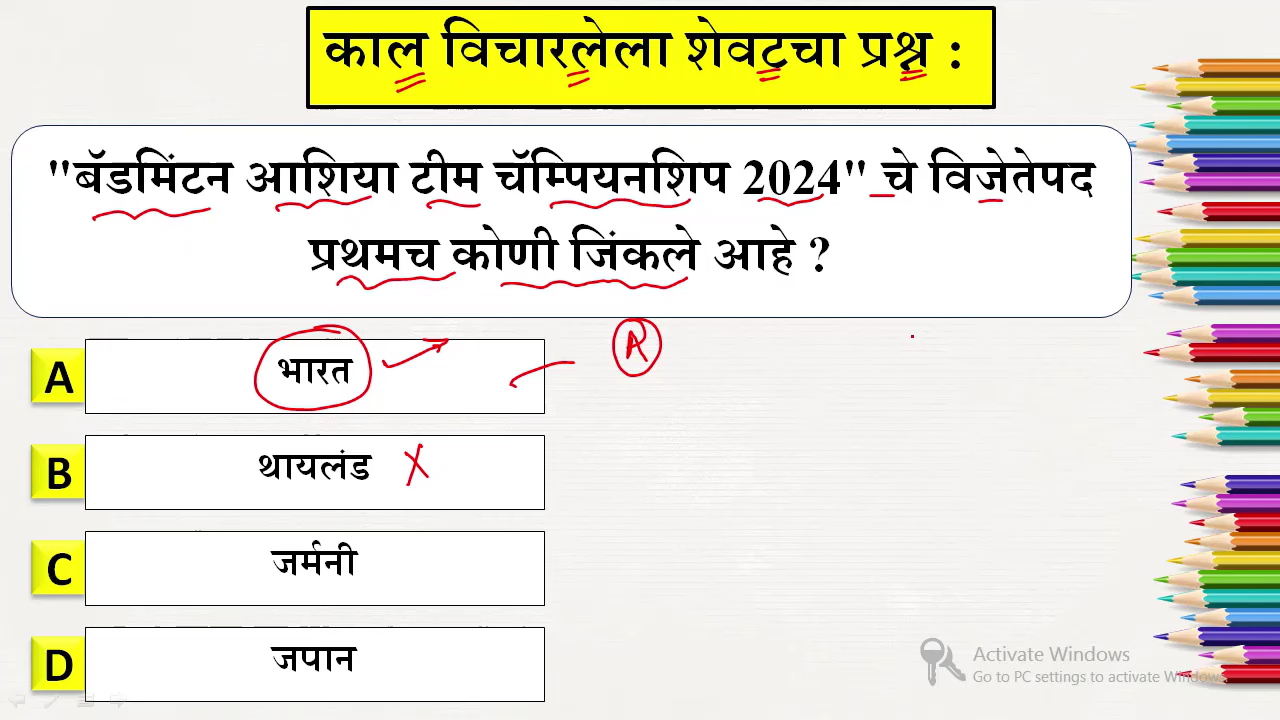 काल विचारलेला शेवटचा प्रश्न :
"बॅडमिंटन आशिया टीम चॅम्पियनशिप 2024" चे विजेतेपद
प्रथमच कोणी जिंकले आहे ?
A भारत
A
B थायलंड X
C जर्मनी
D जपान
Activate Windows
Go to PC settings to activate Windows.